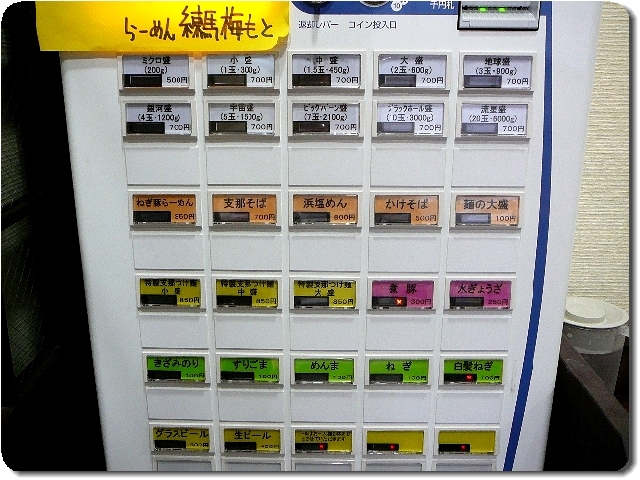 らーめん 練馬梅もと
返却レバー コイン投入口
千円札
ミクロ盛 小盛 中盛 大盛 地球盛
(200g) (1玉・300g) (1.5玉・450g) (2玉・600g) (3玉・900g)
500円 700円 700円 700円 700円
銀河盛 宇宙盛 ビックバーン盛 ブラックホール盛 流星盛
(4玉・1200g) (5玉・1500g) (7玉・2100g) (10玉・3000g) (20玉・6000g)
700円 700円 700円 700円 700円
ねぎ豚らーめん 支那そば 浜塩めん かけそば 麺の大盛
850円 700円 800円 500円 100円
特製支那つけ麺 特製支那つけ麺 特製支那つけ麺 煮豚 水ぎょうざ
小盛 中盛 大盛
850円 850円 850円 300円 250円
きざみのり すりごま めんま ねぎ 白髪ねぎ
100円 100円
グラスビール 生ビール